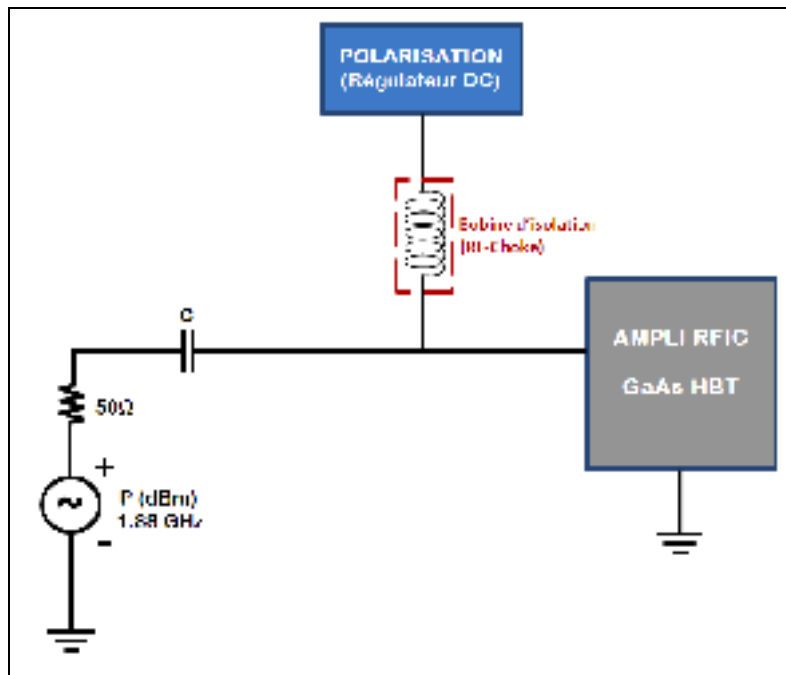 POLARISATION
(Régulateur DC)
Bobine d'isolation
(RF-Choke)
C
AMPLI RFIC
GaAs HBT
50Ω
+
P (dBm)
1.88 GHz
-